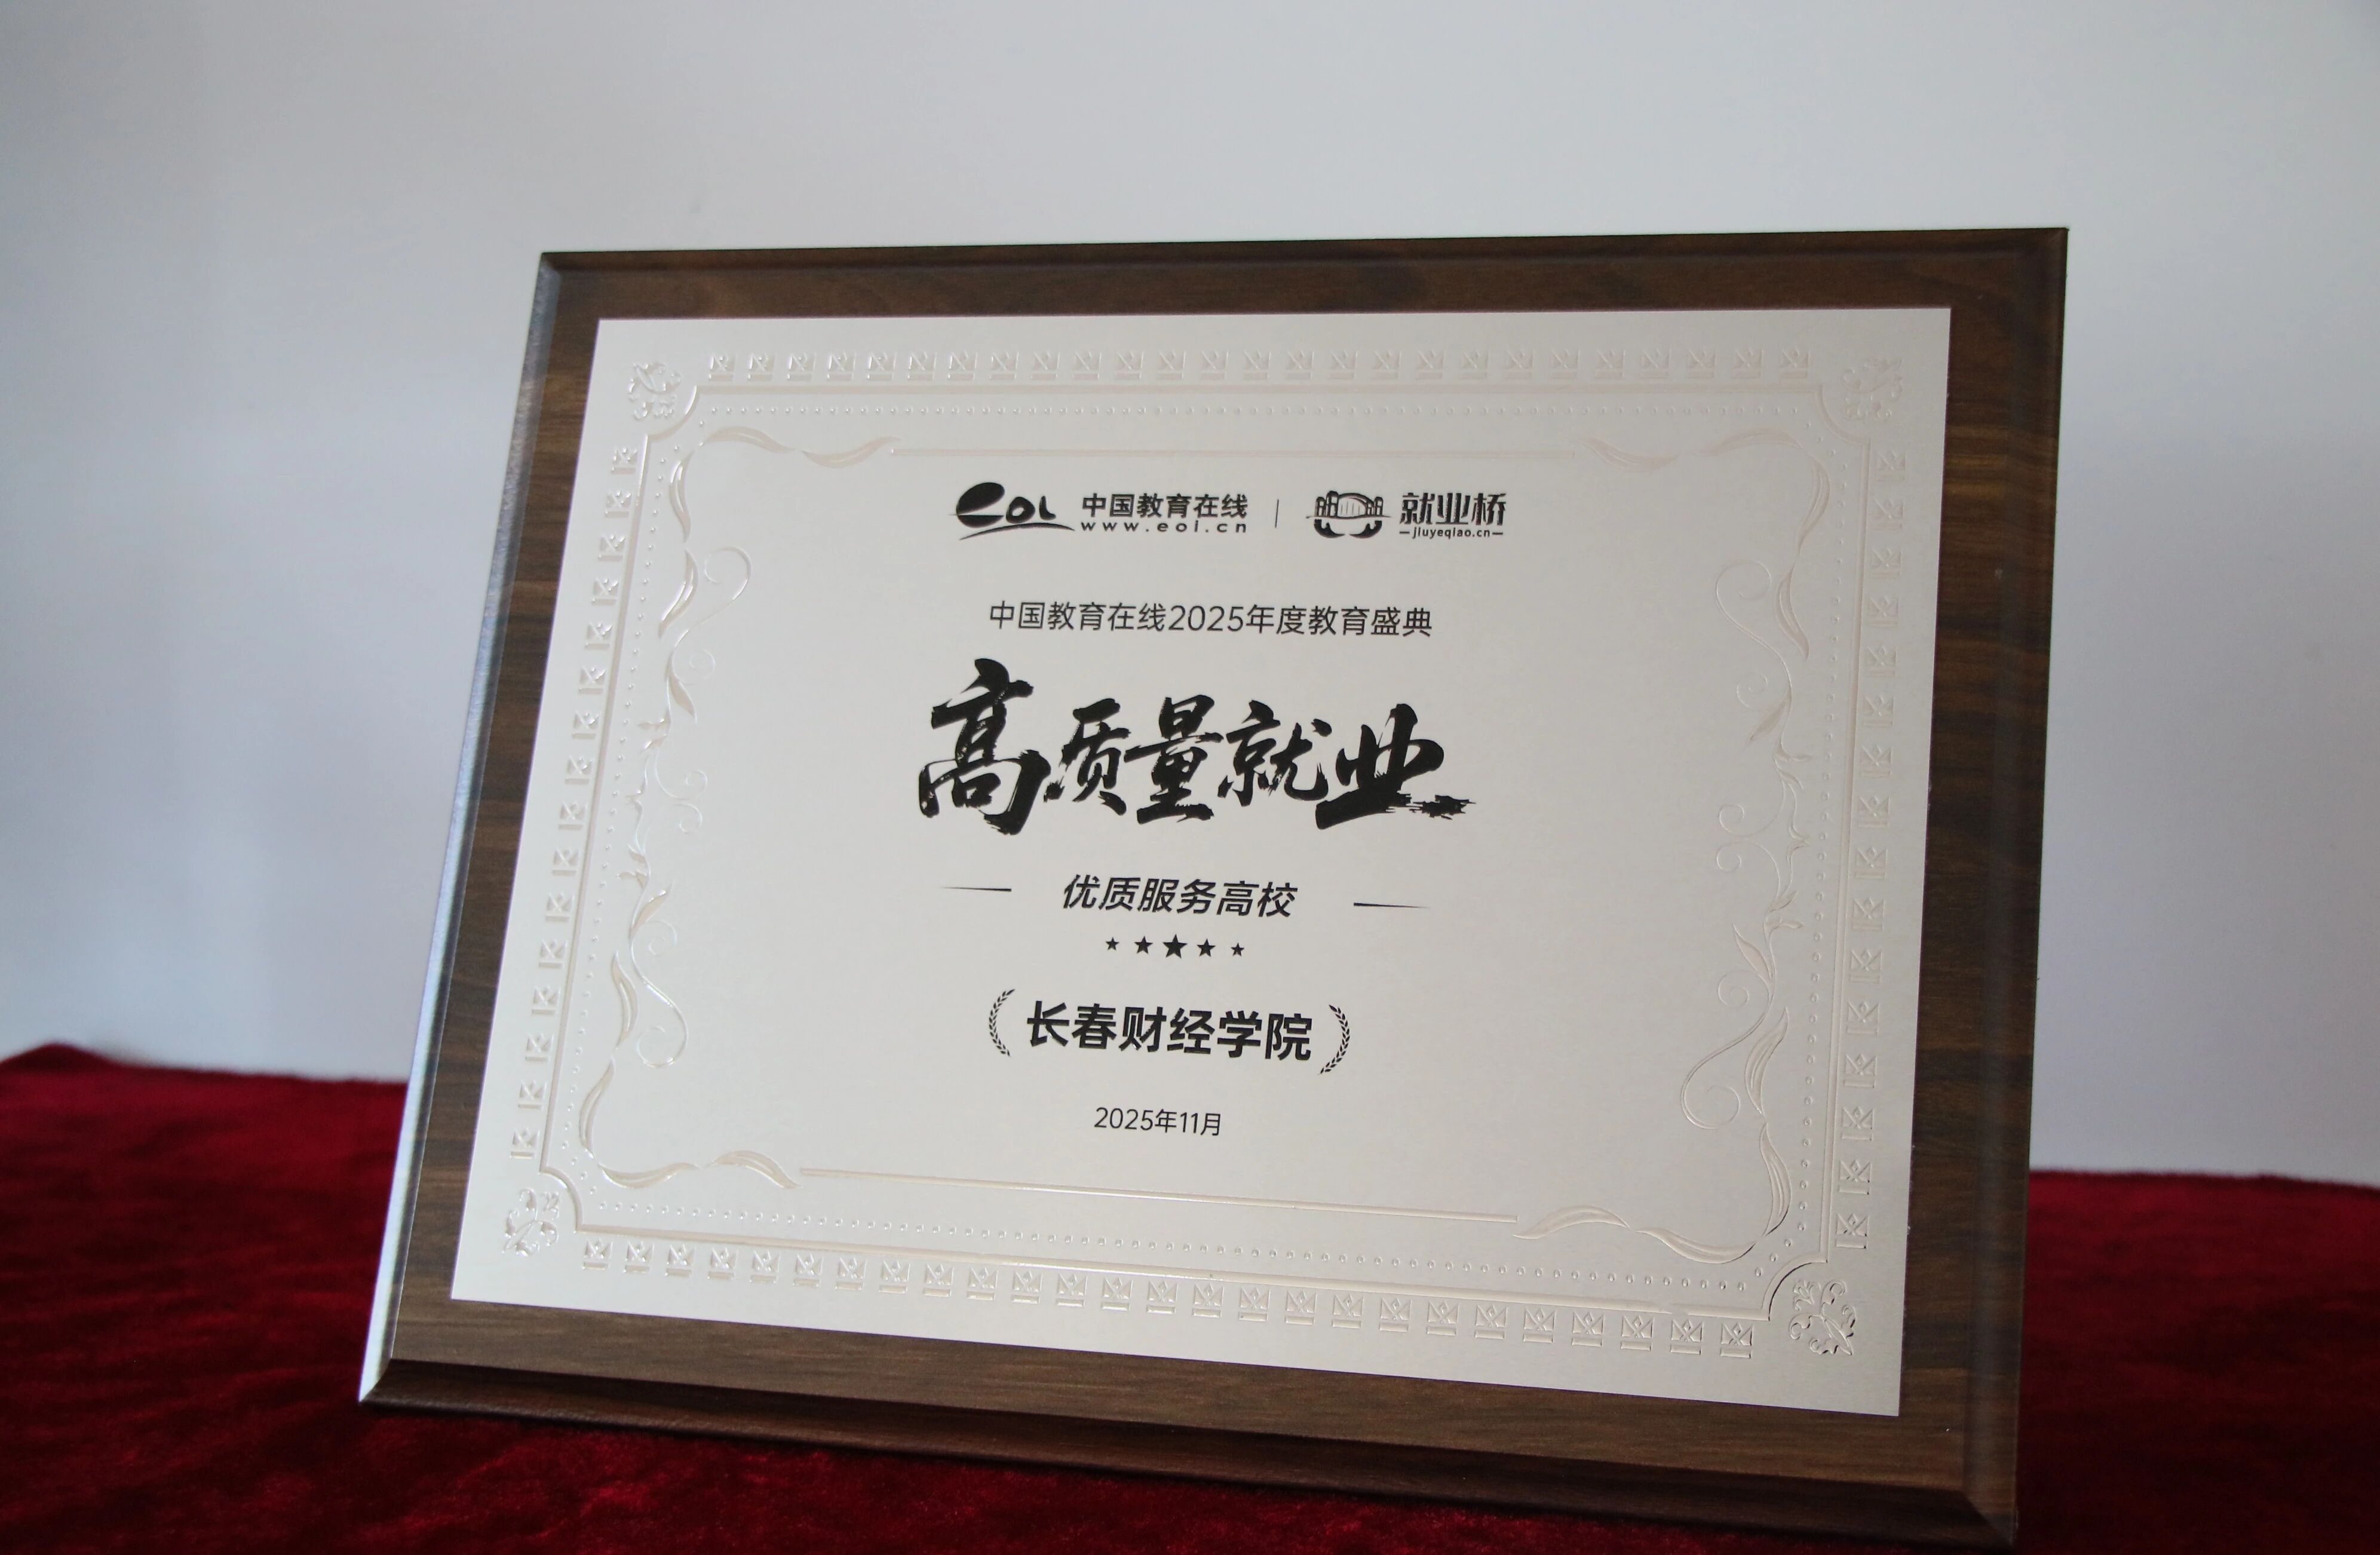 eol 中国教育在线 | 就业桥
www.eol.cn —jiuyeqiao.cn—
中国教育在线2025年度教育盛典
高质量就业
优质服务高校
长春财经学院
2025年11月